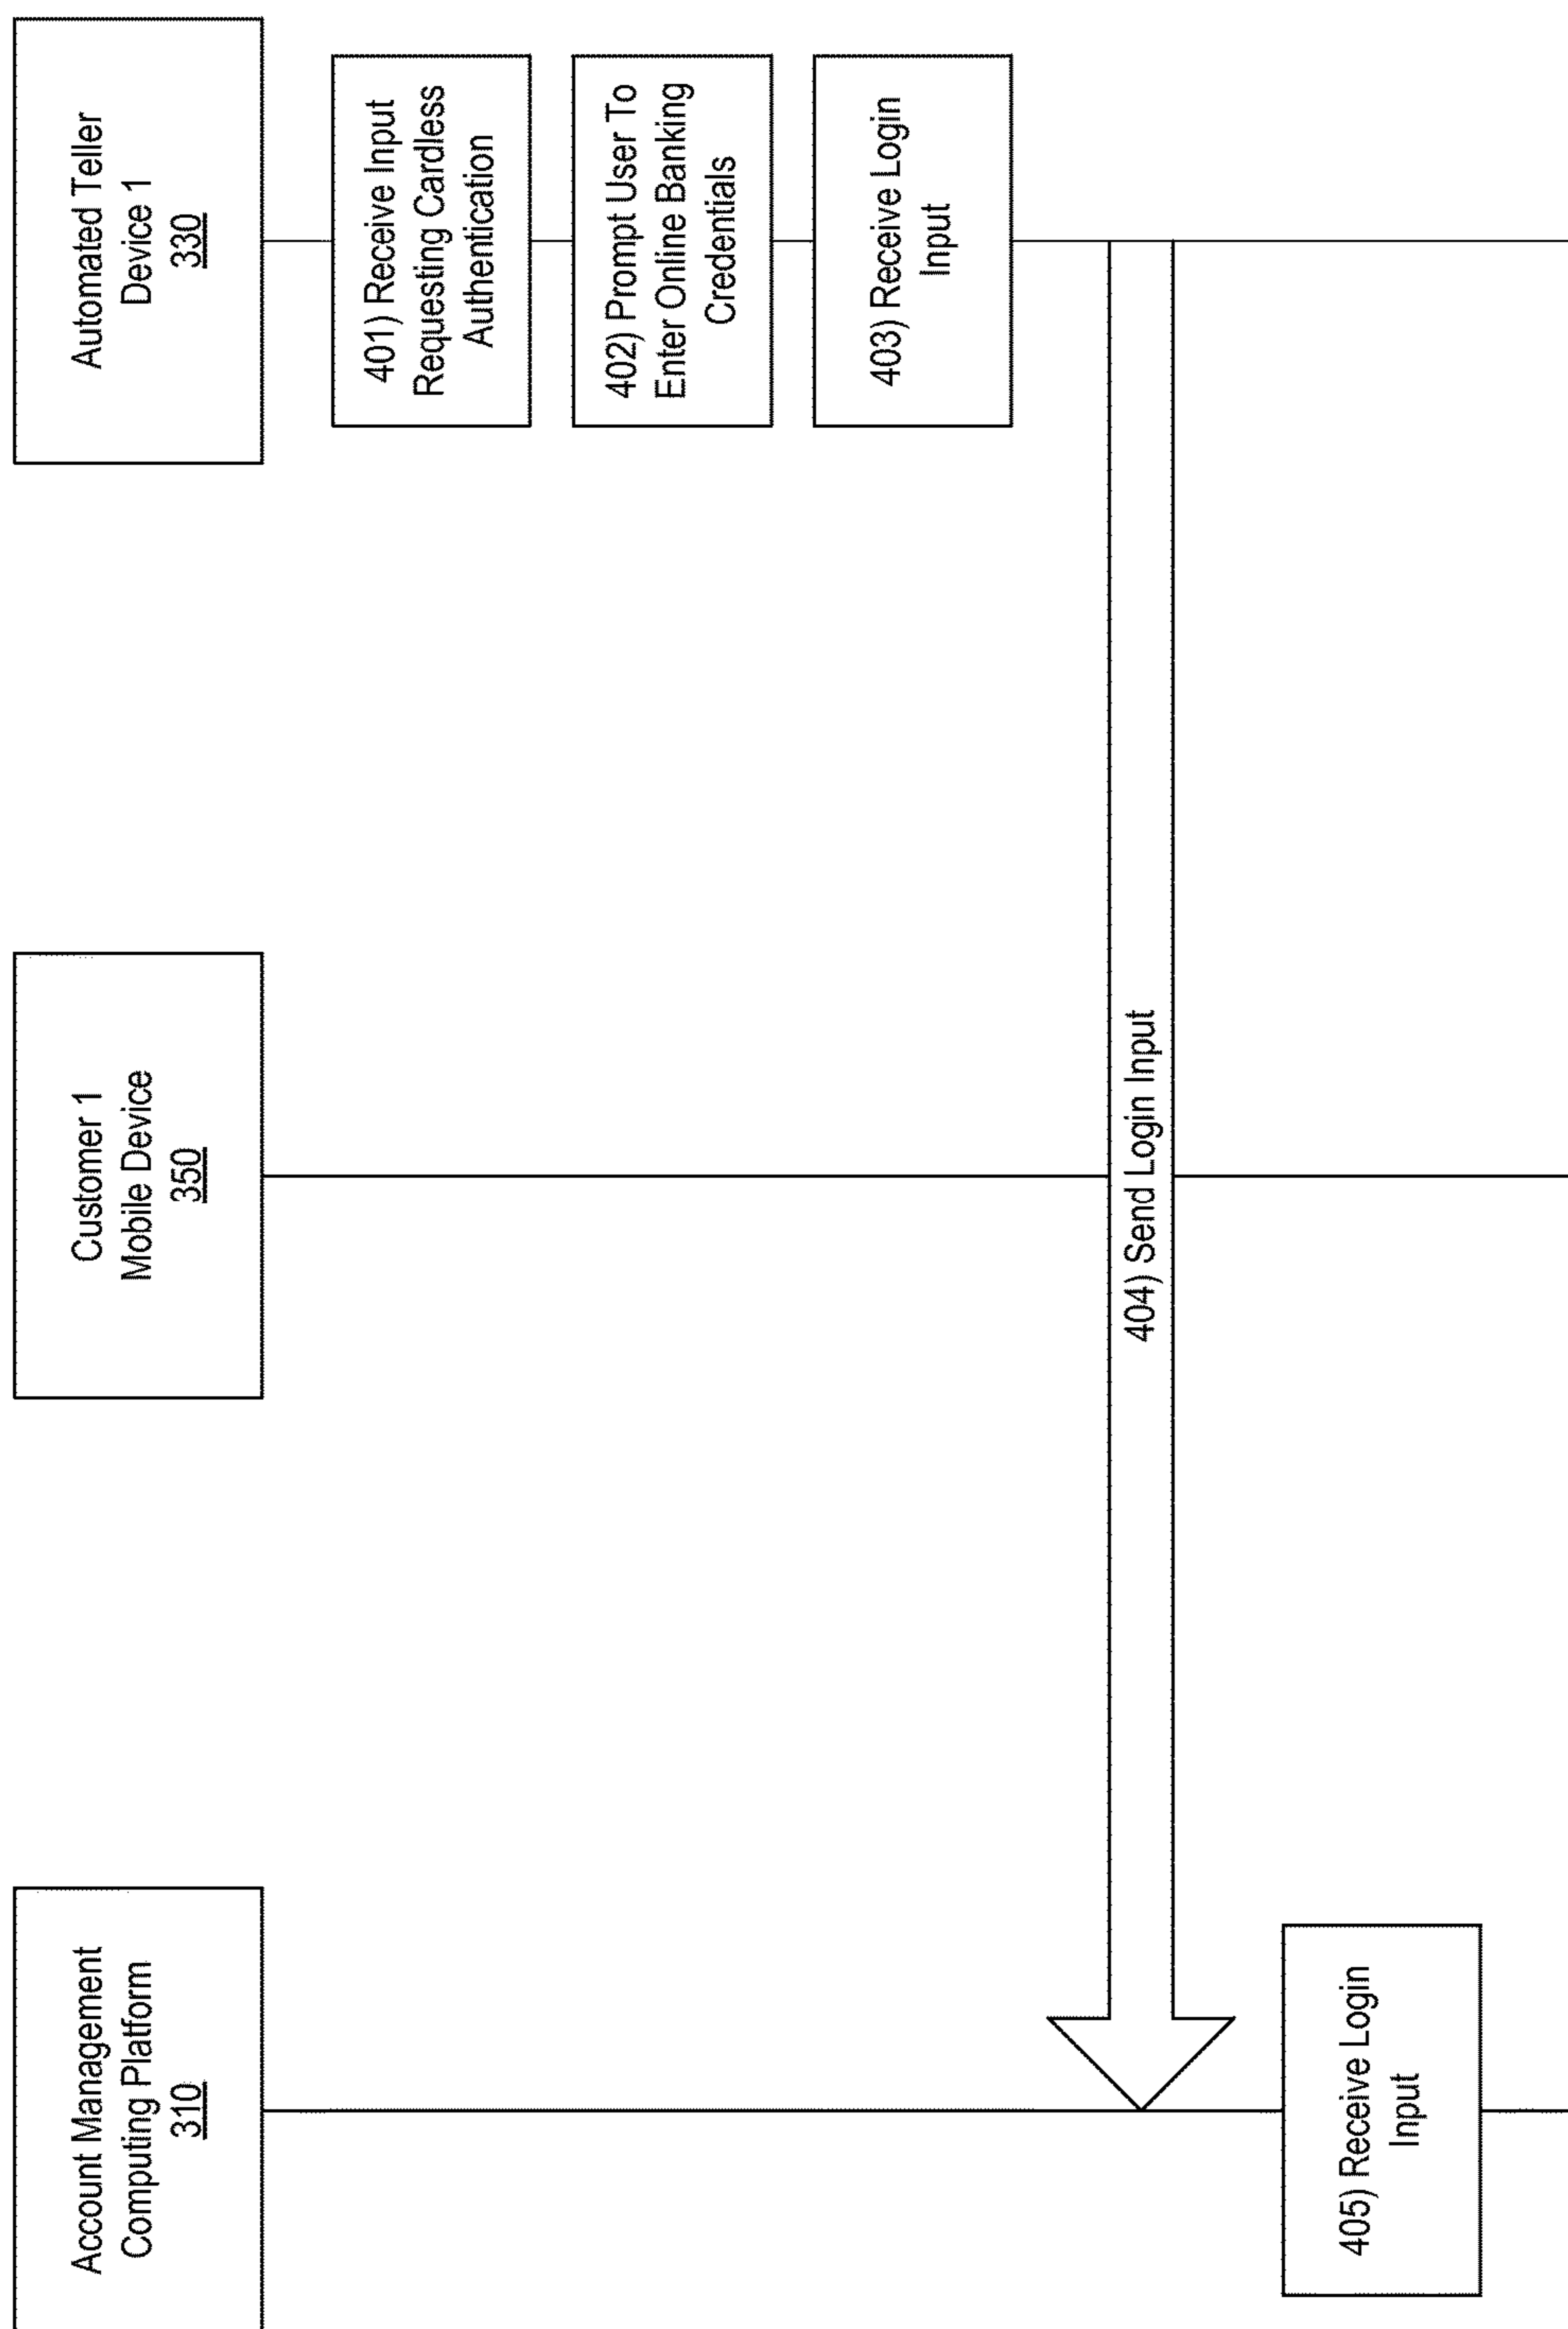 Account Management
Computing Platform
310
Customer 1
Mobile Device
350
Automated Teller
Device 1
330
401) Receive Input
Requesting Cardless
Authentication
402) Prompt User To
Enter Online Banking
Credentials
403) Receive Login
Input
404) Send Login Input
405) Receive Login
Input